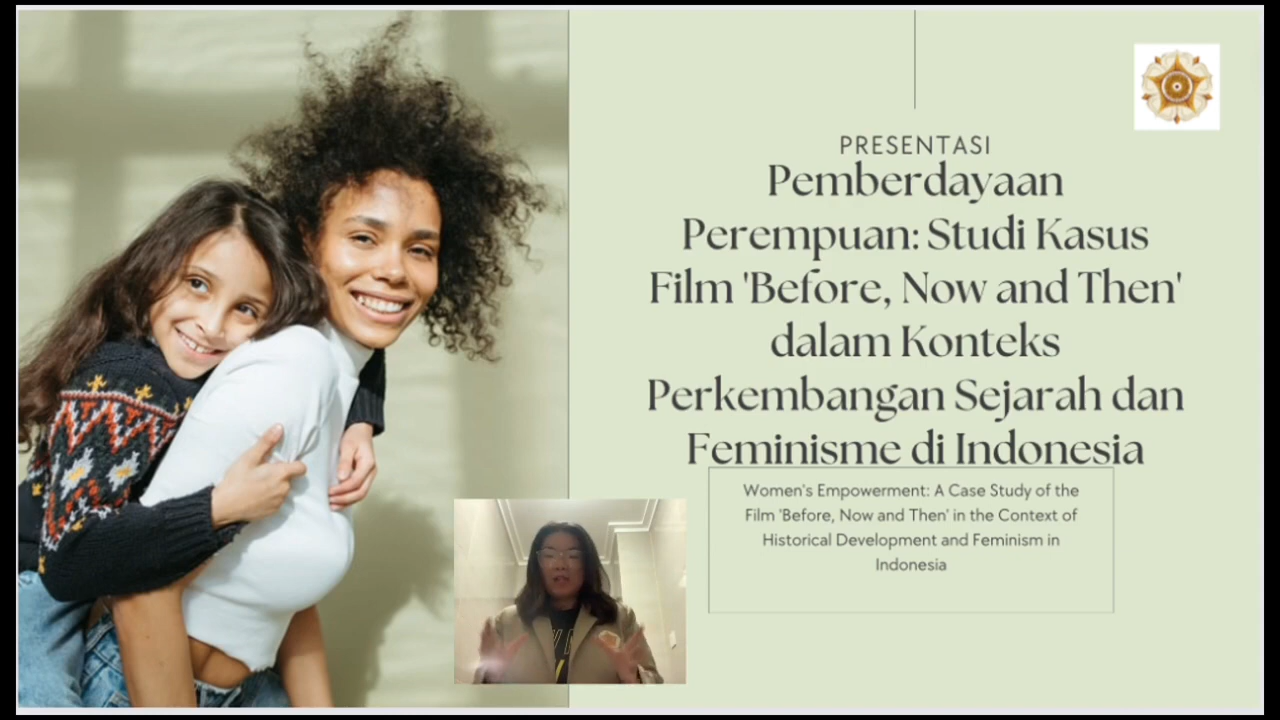 PRESENTASI
Pemberdayaan
Perempuan: Studi Kasus
Film 'Before, Now and Then'
dalam Konteks
Perkembangan Sejarah dan
Feminisme di Indonesia
Women's Empowerment: A Case Study of the
Film 'Before, Now and Then' in the Context of
Historical Development and Feminism in
Indonesia